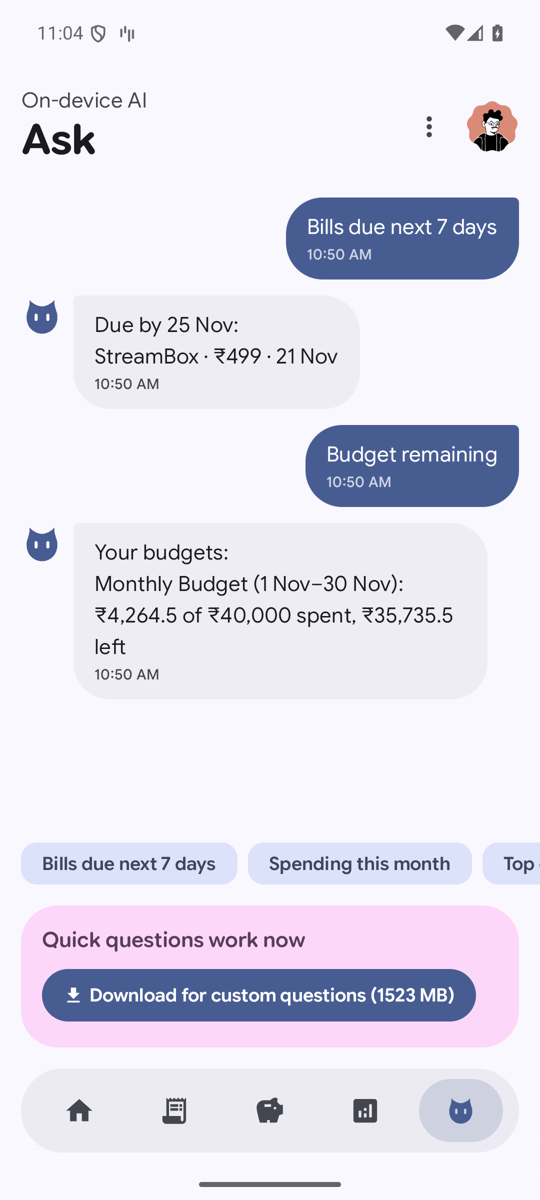 11:04
On-device AI
Ask
Bills due next 7 days
10:50 AM
Due by 25 Nov:
StreamBox · ₹499 · 21 Nov
10:50 AM
Budget remaining
10:50 AM
Your budgets:
Monthly Budget (1 Nov–30 Nov):
₹4,264.5 of ₹40,000 spent, ₹35,735.5
left
10:50 AM
Bills due next 7 days
Spending this month
Top
Quick questions work now
Download for custom questions (1523 MB)